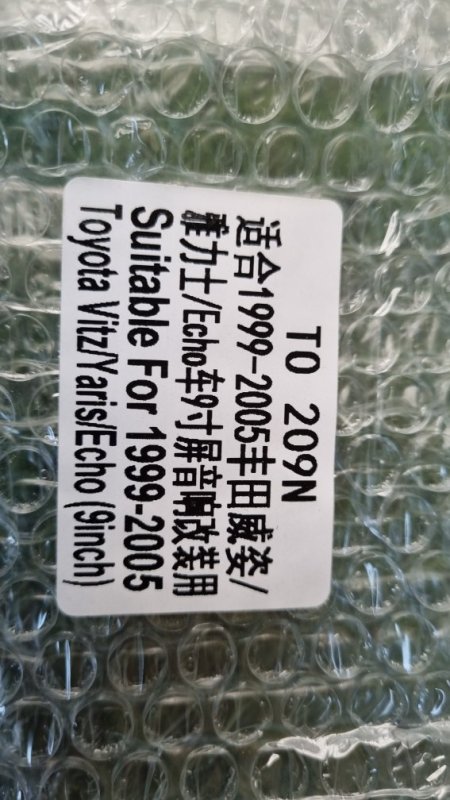 TO 209N
适合1999-2005丰田威姿/
雅力士/Echo车9寸屏音响改装用
Suitable For 1999-2005
Toyota Vitz/Yaris/Echo (9inch)